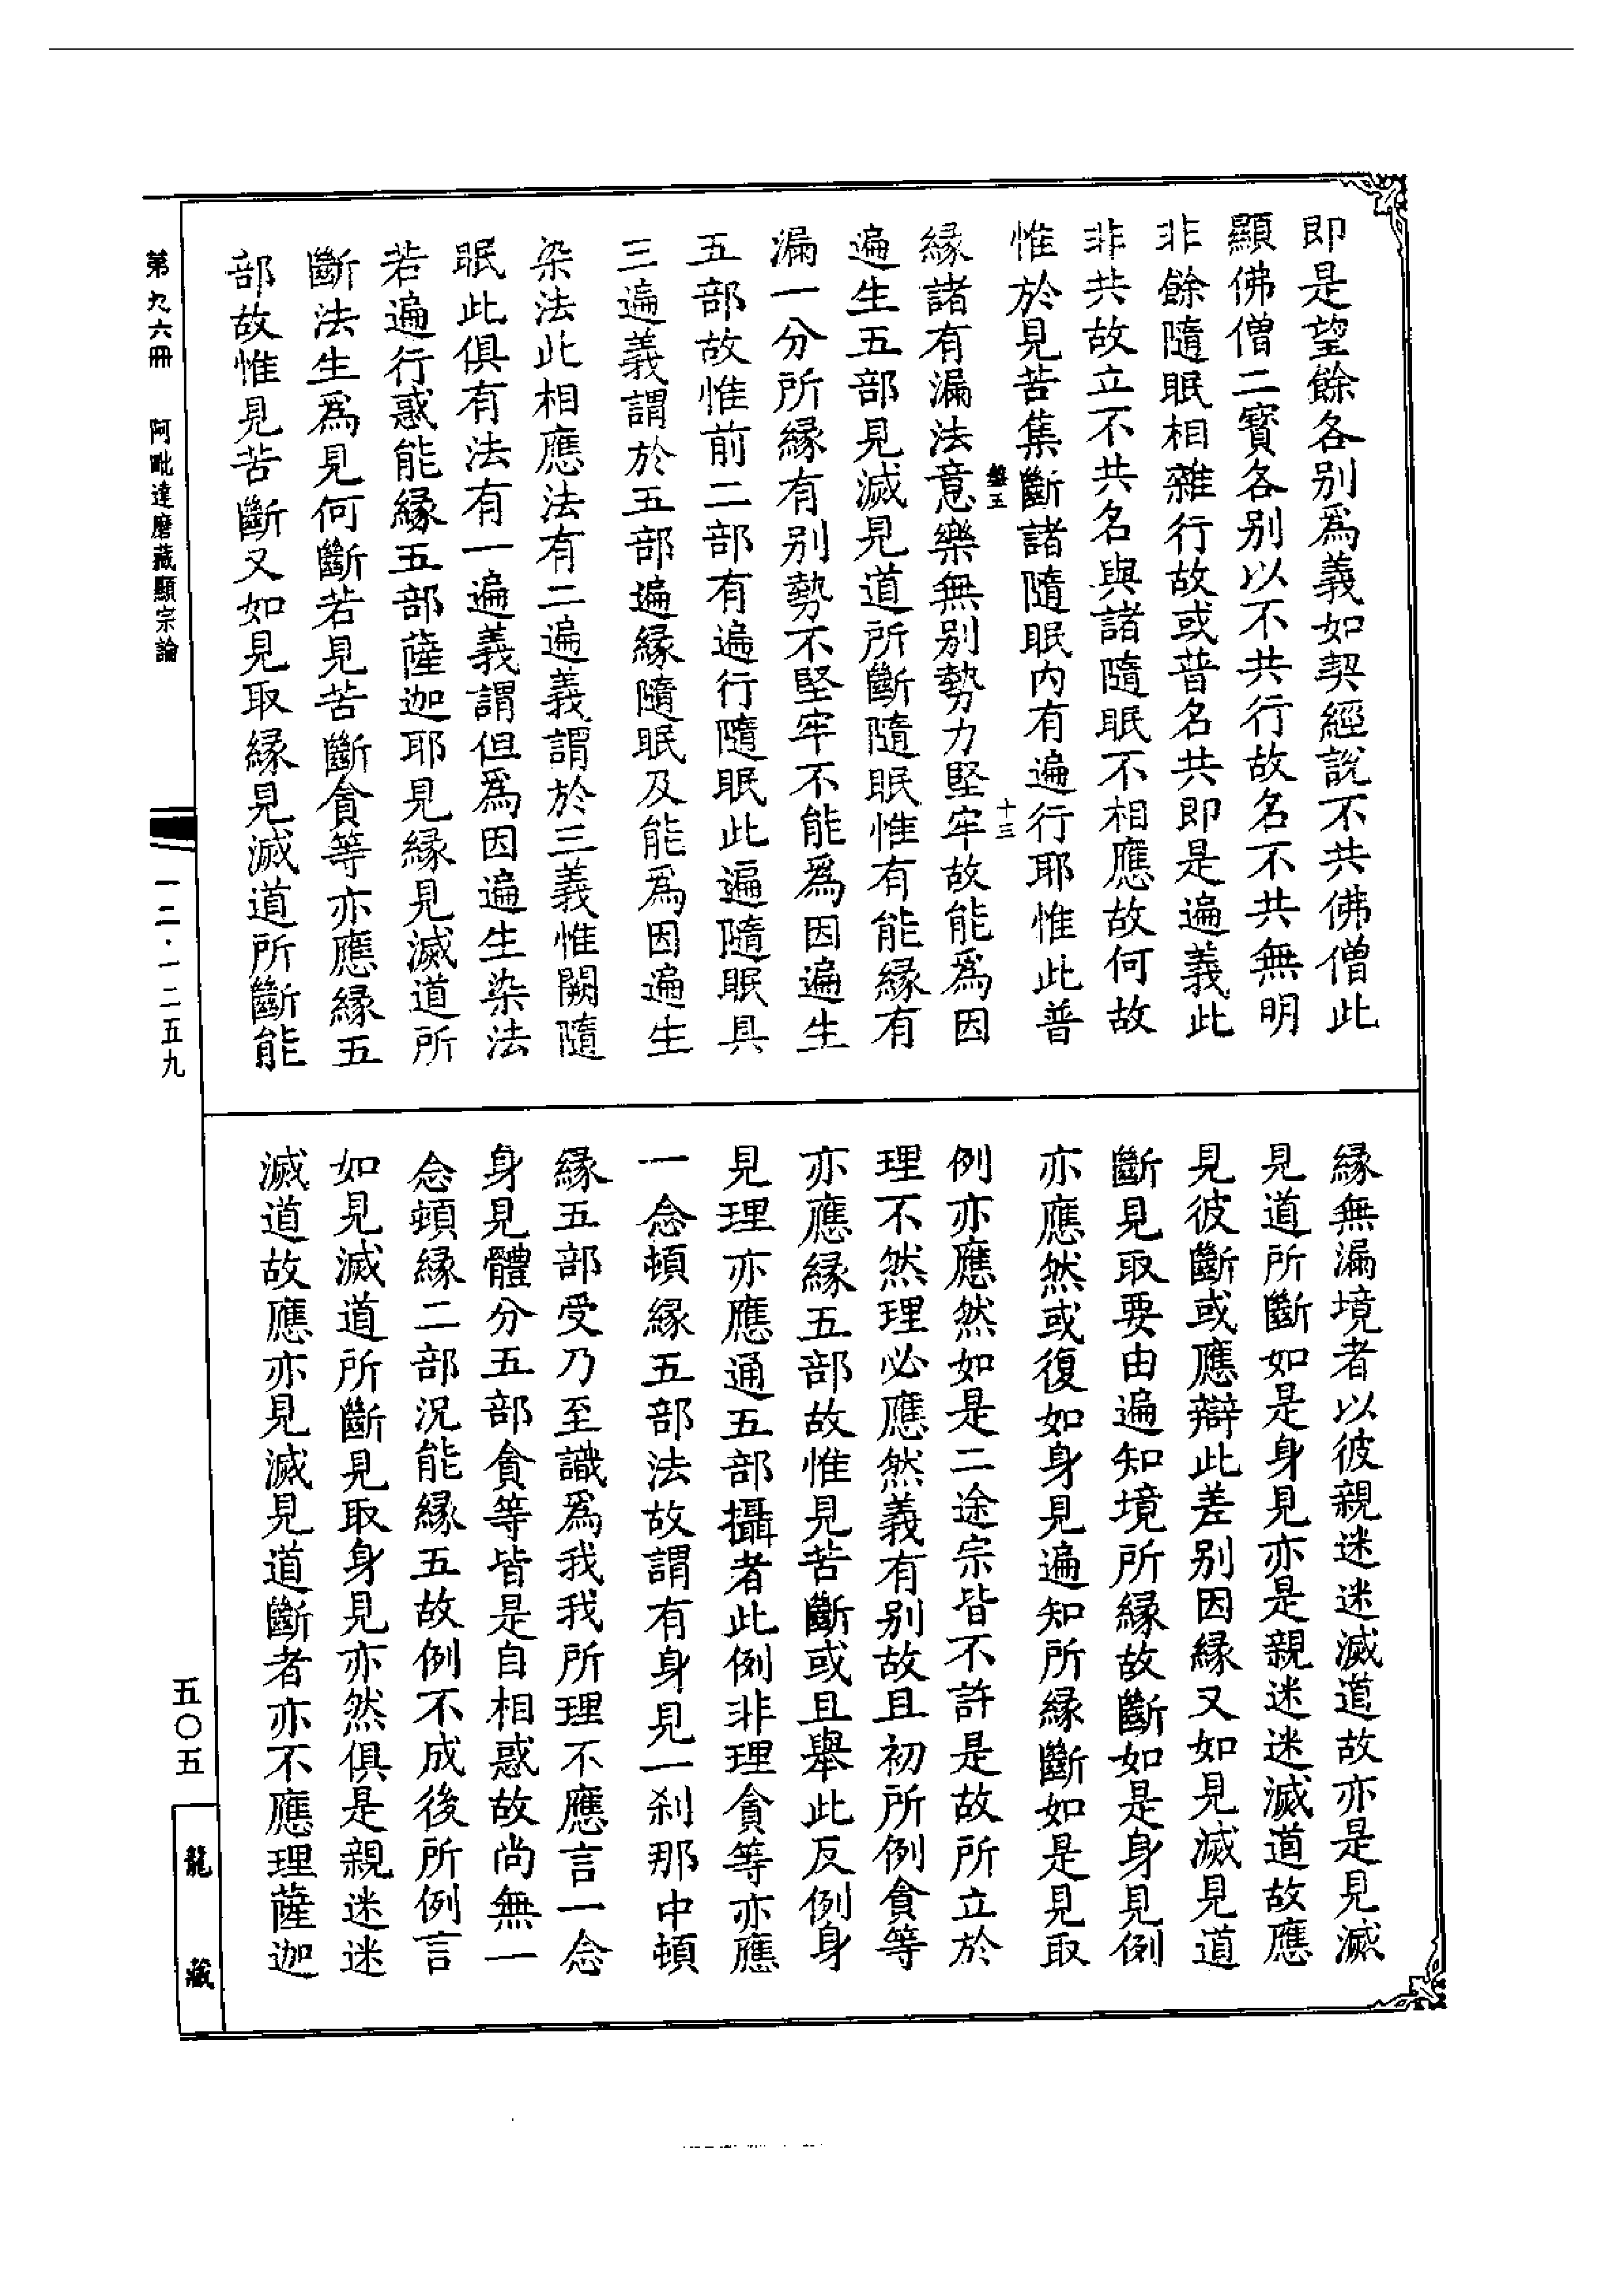 即是望餘各别爲義如契經說不共佛僧此
顯佛僧二寳各别以不共行故名不共無明
非餘隨眠相雜行故或普名共即是遍義此
非共故立不共名與諸隨眠不相應故何故
惟於見苦集斷諸隨眠内有遍行耶惟此普
盤五
十三
緣諸有漏法意樂無别勢力堅牢故能爲因
遍生五部見滅見道所斷隨眠惟有能緣有
漏一分所緣有别勢不堅牢不能爲因遍生
五部故惟前二部有遍行隨眠此遍隨眠具
三遍義謂於五部遍緣隨眠及能爲因遍生
染法此相應法有二遍義謂於三義惟闕隨
眠此俱有法有一遍義謂但爲因遍生染法
若遍行惑能緣五部薩迦耶見緣見滅道所
斷法生爲見何斷若見苦斷貪等亦應緣五
部故惟見苦斷又如見取緣見滅道所斷能
緣無漏境者以彼親迷迷滅道故亦是見滅
見道所斷如是身見亦是親迷迷滅道故應
見彼斷或應辯此差别因緣又如見滅見道
斷見取要由遍知境所緣故斷如是身見例
亦應然或復如身見遍知所緣斷如是見取
例亦應然如是二途宗皆不許是故所立於
理不然理必應然義有别故且初所例貪等
亦應緣五部故惟見苦斷或且舉此反例身
見理亦應通五部攝者此例非理貪等亦應
一念頓緣五部法故謂有身見一刹那中頓
緣五部受乃至識爲我我所理不應言一念
身見體分五部貪等皆是自相惑故尚無一
念頓緣二部況能緣五故例不成後所例言
如見滅道所斷見取身見亦然俱是親迷迷
滅道故應亦見滅見道斷者亦不應理薩迦
第九六冊
阿毗達磨藏顯宗論
一二·一二五九
五〇五
龍藏